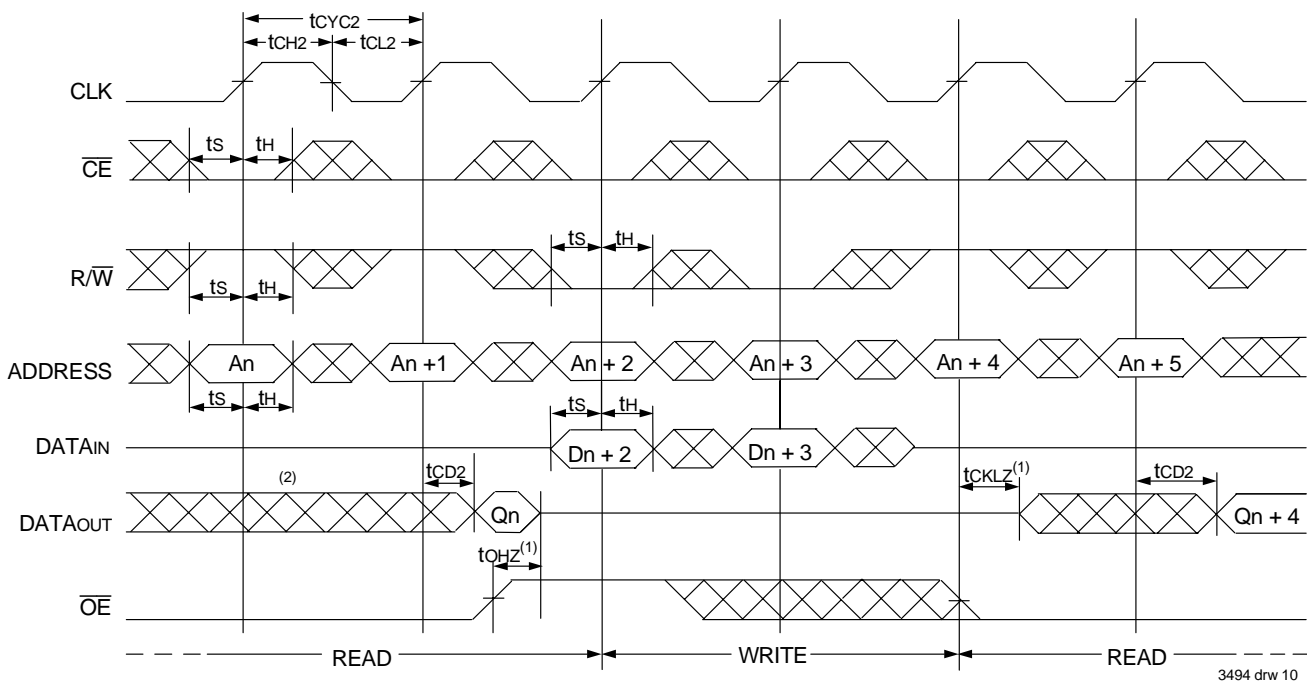 tCYC2
tCH2 tCL2
CLK
tS tH
CE
tS tH
R/W
tS tH
An An +1 An + 2 An + 3 An + 4 An + 5
ADDRESS
tS tH tS tH
DATAIN
Dn + 2 Dn + 3
tCD2 tCKLZ(1) tCD2
(2)
DATAOUT Qn Qn + 4
tOHZ(1)
OE
READ WRITE READ
3494 drw 10